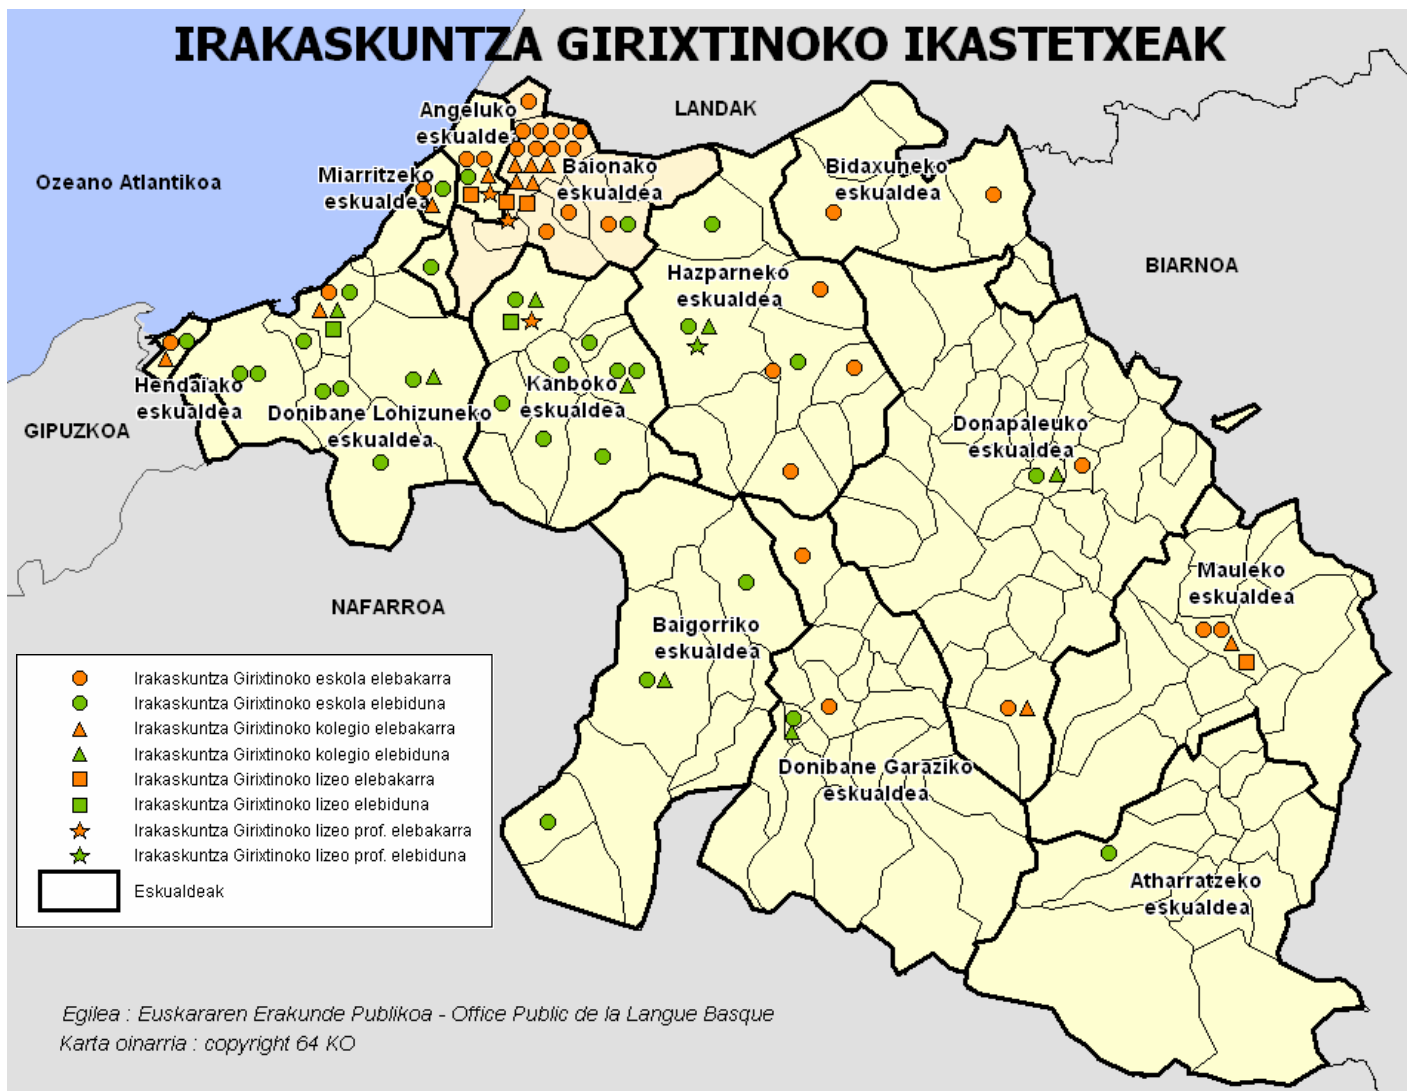 IRAKASKUNTZA GIRIXTINOKO IKASTETXEAK
Angeluko
eskualdea
LANDAK
Ozeano Atlantikoa
Miarritzeko
eskualdea
Baionako
eskualdea
Bidaxuneko
eskualdea
BIARNOA
Hazparneko
eskualdea
Hendaïako
eskualdea
Donibane Lohizuneko
eskualdea
Kanboko
eskualdea
GIPUZKOA
Donapaleuko
eskualdea
Mauleko
eskualdea
NAFARROA
Baigorriko
eskualdea
Donibane Garaziko
eskualdea
Atharratzeko
eskualdea
Irakaskuntza Girixtinoko eskola elebakarra
Irakaskuntza Girixtinoko eskola elebiduna
Irakaskuntza Girixtinoko kolegio elebakarra
Irakaskuntza Girixtinoko kolegio elebiduna
Irakaskuntza Girixtinoko lizeo elebakarra
Irakaskuntza Girixtinoko lizeo elebiduna
Irakaskuntza Girixtinoko lizeo prof. elebakarra
Irakaskuntza Girixtinoko lizeo prof. elebiduna
Eskualdeak
Egilea : Euskararen Erakunde Publikoa - Office Public de la Langue Basque
Karta oinarria : copyright 64 KO